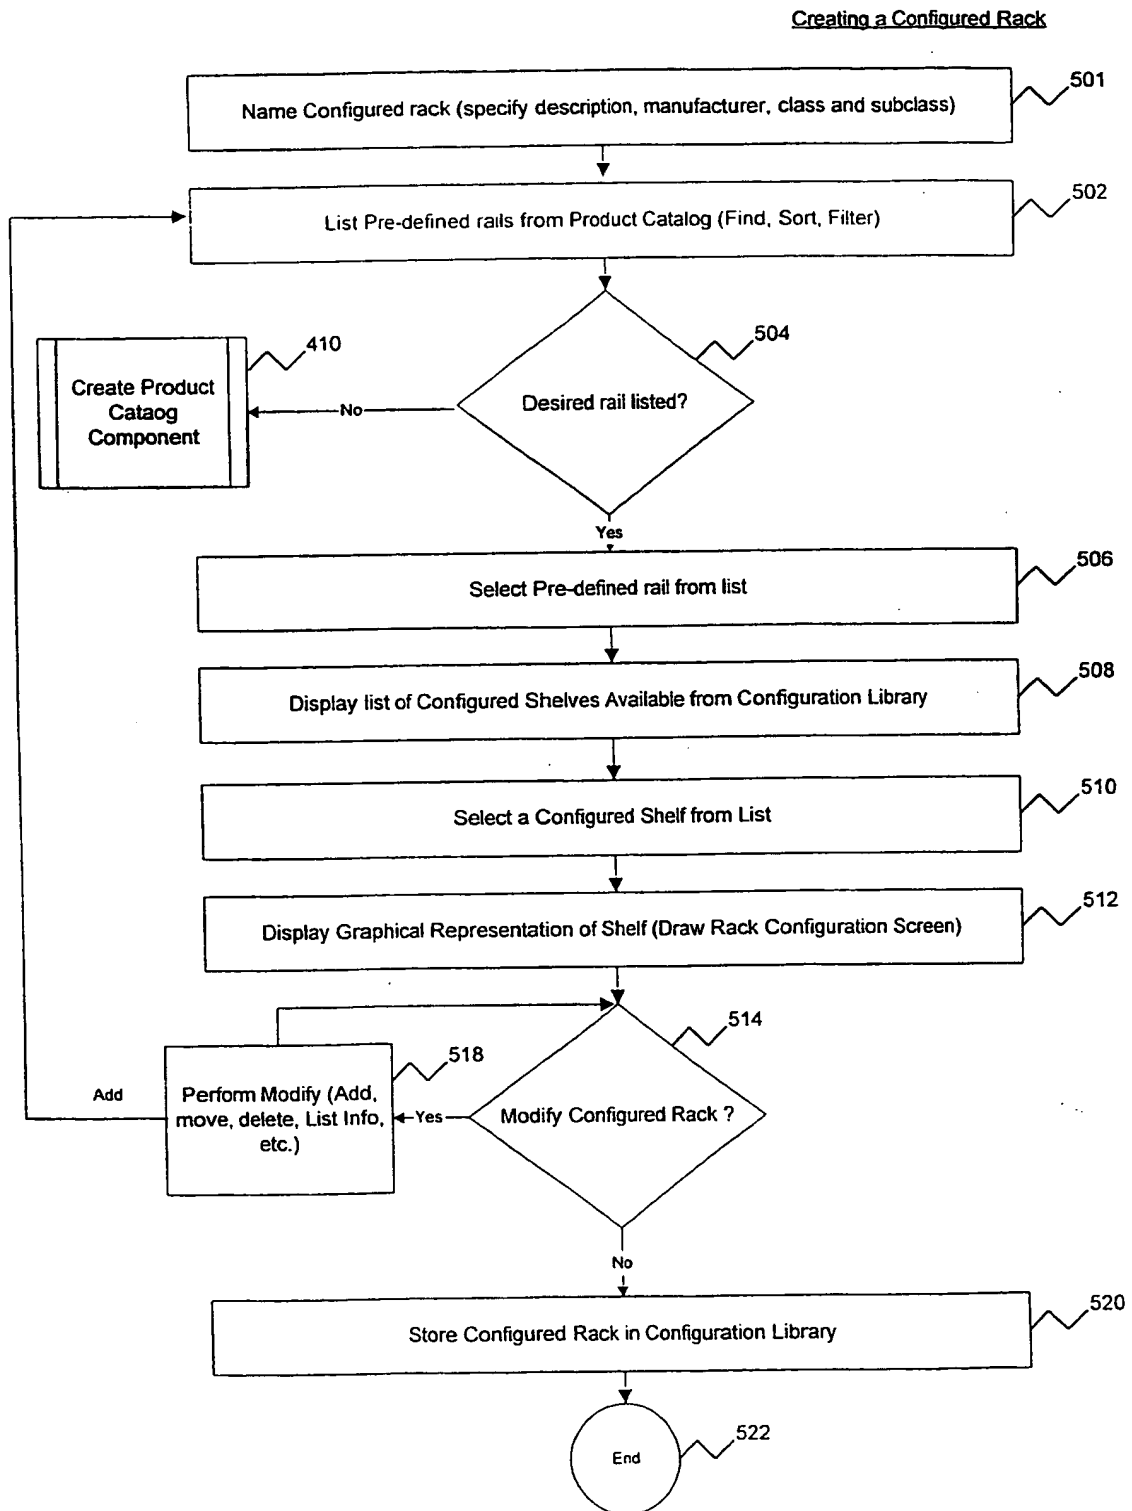 Creating a Configured Rack
Name Configured rack (specify description, manufacturer, class and subclass)
501
List Pre-defined rails from Product Catalog (Find, Sort, Filter)
502
504
Desired rail listed?
No
410
Create Product
Cataog
Component
Yes
Select Pre-defined rail from list
506
Display list of Configured Shelves Available from Configuration Library
508
Select a Configured Shelf from List
510
Display Graphical Representation of Shelf (Draw Rack Configuration Screen)
512
514
Modify Configured Rack ?
Yes
518
Perform Modify (Add,
move, delete, List Info,
etc.)
Add
No
Store Configured Rack in Configuration Library
520
End
522